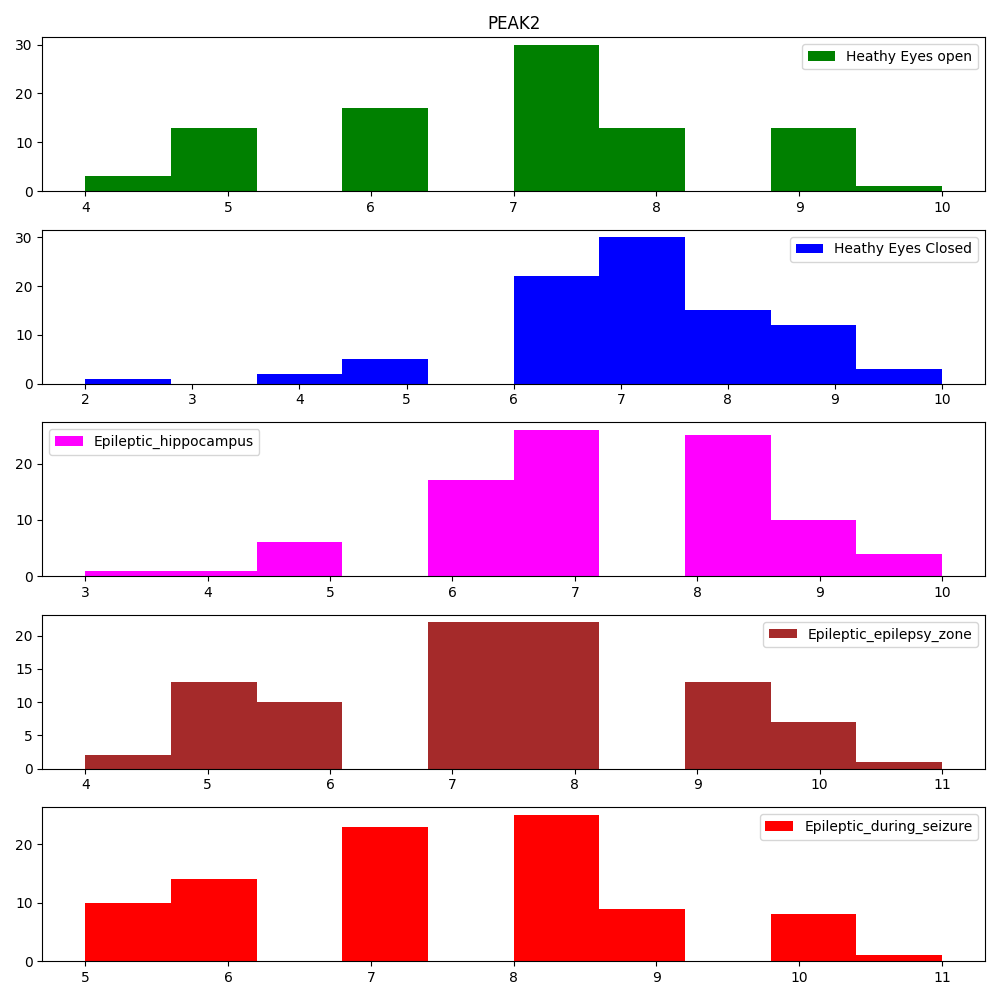 PEAK2
30
20
10
0
Heathy Eyes open
4 5 6 7 8 9 10
30
20
10
0
Heathy Eyes Closed
2 3 4 5 6 7 8 9 10
20
10
0
Epileptic_hippocampus
3 4 5 6 7 8 9 10
20
15
10
5
0
Epileptic_epilepsy_zone
4 5 6 7 8 9 10 11
20
10
0
Epileptic_during_seizure
5 6 7 8 9 10 11